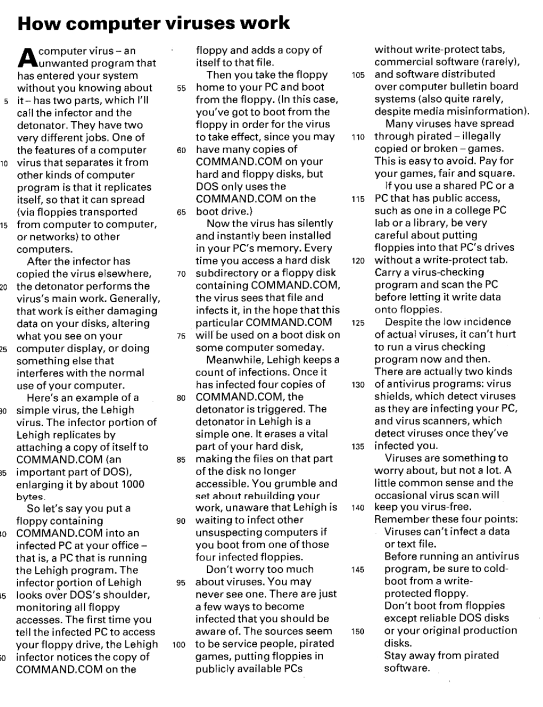 How computer viruses work
A computer virus – an
unwanted program that
has entered your system
without you knowing about
5 it – has two parts, which I'll
call the infector and the
detonator. They have two
very different jobs. One of
the features of a computer
10 virus that separates it from
other kinds of computer
program is that it replicates
itself, so that it can spread
(via floppies transported
15 from computer to computer,
or networks) to other
computers.
After the infector has
copied the virus elsewhere,
20 the detonator performs the
virus's main work. Generally,
that work is either damaging
data on your disks, altering
what you see on your
25 computer display, or doing
something else that
interferes with the normal
use of your computer.
Here's an example of a
30 simple virus, the Lehigh
virus. The infector portion of
Lehigh replicates by
attaching a copy of itself to
COMMAND.COM (an
35 important part of DOS),
enlarging it by about 1000
bytes.
So let's say you put a
floppy containing
40 COMMAND.COM into an
infected PC at your office –
that is, a PC that is running
the Lehigh program. The
infector portion of Lehigh
45 looks over DOS's shoulder,
monitoring all floppy
accesses. The first time you
tell the infected PC to access
your floppy drive, the Lehigh
50 infector notices the copy of
COMMAND.COM on the
floppy and adds a copy of
itself to that file.
Then you take the floppy
55 home to your PC and boot
from the floppy. (In this case,
you've got to boot from the
floppy in order for the virus
to take effect, since you may
60 have many copies of
COMMAND.COM on your
hard and floppy disks, but
DOS only uses the
COMMAND.COM on the
65 boot drive.)
Now the virus has silently
and instantly been installed
in your PC's memory. Every
time you access a hard disk
70 subdirectory or a floppy disk
containing COMMAND.COM,
the virus sees that file and
infects it, in the hope that this
particular COMMAND.COM
75 will be used on a boot disk on
some computer someday.
Meanwhile, Lehigh keeps a
count of infections. Once it
has infected four copies of
80 COMMAND.COM, the
detonator is triggered. The
detonator in Lehigh is a
simple one. It erases a vital
part of your hard disk,
85 making the files on that part
of the disk no longer
accessible. You grumble and
set about rebuilding your
work, unaware that Lehigh is
90 waiting to infect other
unsuspecting computers if
you boot from one of those
four infected floppies.
Don't worry too much
95 about viruses. You may
never see one. There are just
a few ways to become
infected that you should be
aware of. The sources seem
100 to be service people, pirated
games, putting floppies in
publicly available PCs
without write-protect tabs,
commercial software (rarely),
105 and software distributed
over computer bulletin board
systems (also quite rarely,
despite media misinformation).
Many viruses have spread
110 through pirated – illegally
copied or broken – games.
This is easy to avoid. Pay for
your games, fair and square.
If you use a shared PC or a
115 PC that has public access,
such as one in a college PC
lab or a library, be very
careful about putting
floppies into that PC's drives
120 without a write-protect tab.
Carry a virus-checking
program and scan the PC
before letting it write data
onto floppies.
125 Despite the low incidence
of actual viruses, it can't hurt
to run a virus checking
program now and then.
There are actually two kinds
130 of antivirus programs: virus
shields, which detect viruses
as they are infecting your PC,
and virus scanners, which
detect viruses once they've
135 infected you.
Viruses are something to
worry about, but not a lot. A
little common sense and the
occasional virus scan will
140 keep you virus-free.
Remember these four points:
Viruses can't infect a data
or text file.
Before running an antivirus
145 program, be sure to cold-
boot from a write-
protected floppy.
Don't boot from floppies
except reliable DOS disks
150 or your original production
disks.
Stay away from pirated
software.